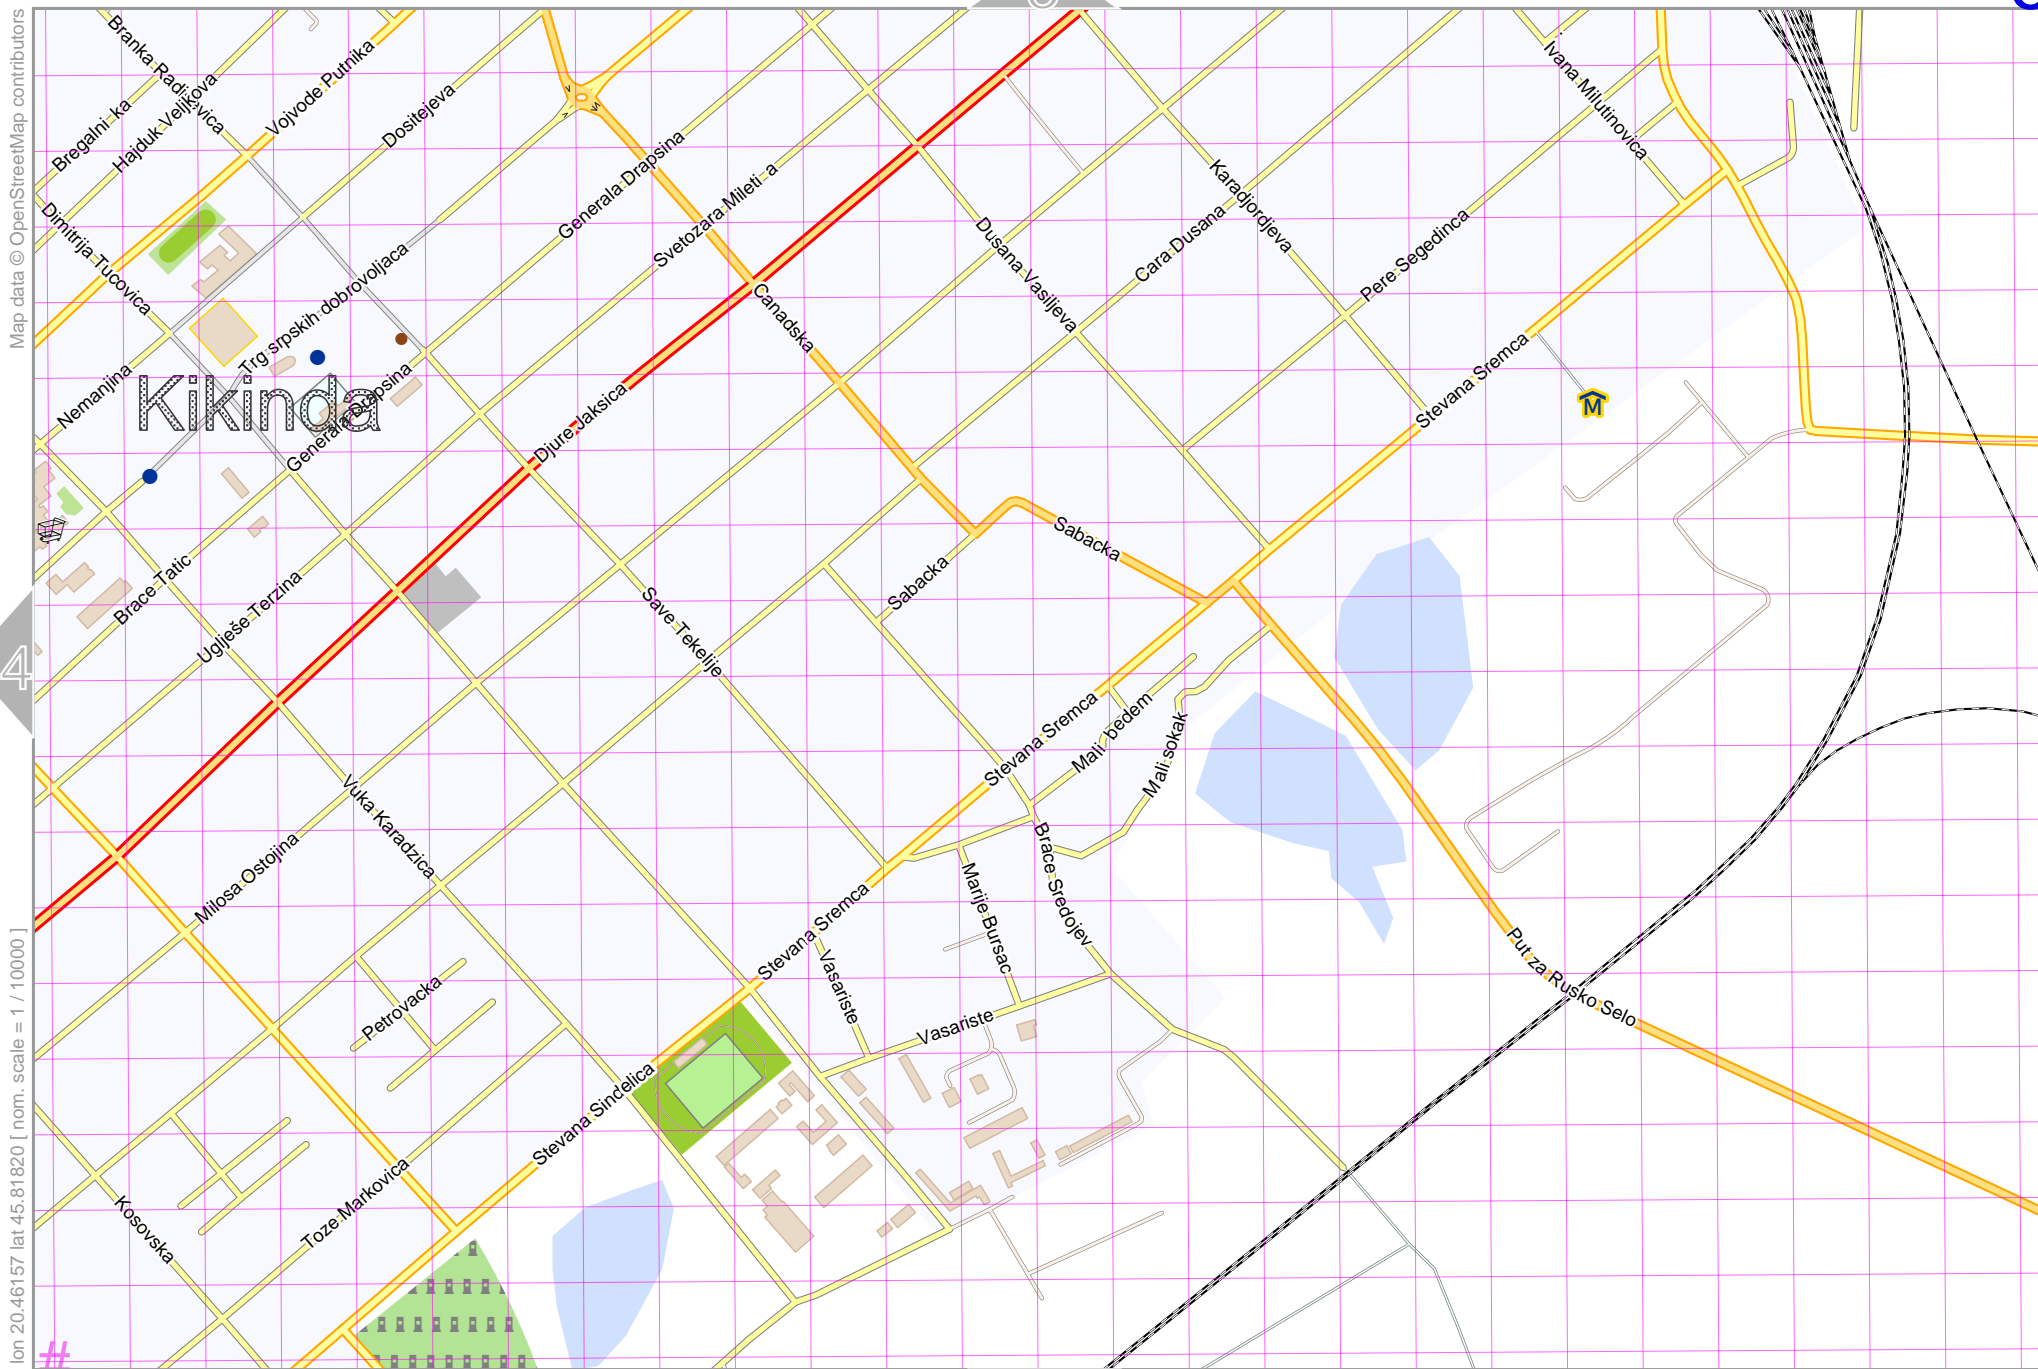 Map data © OpenStreetMap contributors
lon 20.46157 lat 45.81820 [ nom. scale = 1 / 10000 ]
4
#
Branka Radičevica
Bregalni ka
Hajduk Veljkova
Vojvode Putnika
Dositejeva
Dimitrija Tucovica
Nemanjina
Trg srpskih dobrovoljaca
Kikinda
Generala Drapsina
Generala Drapsina
Svetozara Mileti a
Djure Jaksica
Canadska
Dusana Vasiljeva
Karadjordjeva
Cara Dusana
Pere Segedinca
Ivana Milutinovica
Stevana Sremca
M
Brace Tatic
Uglješe Terzina
Save Tekelije
Sabacka
Sabacka
Stevana Sremca
Mali bedem
Mali sokak
Vuka Karadzica
Milosa Ostojina
Petrovacka
Stevana Sremca
Vasariste
Marije Bursac
Brace Sredojev
Vasariste
Put za Rusko Selo
Stevana Sindelica
Toze Markovica
Kosovska